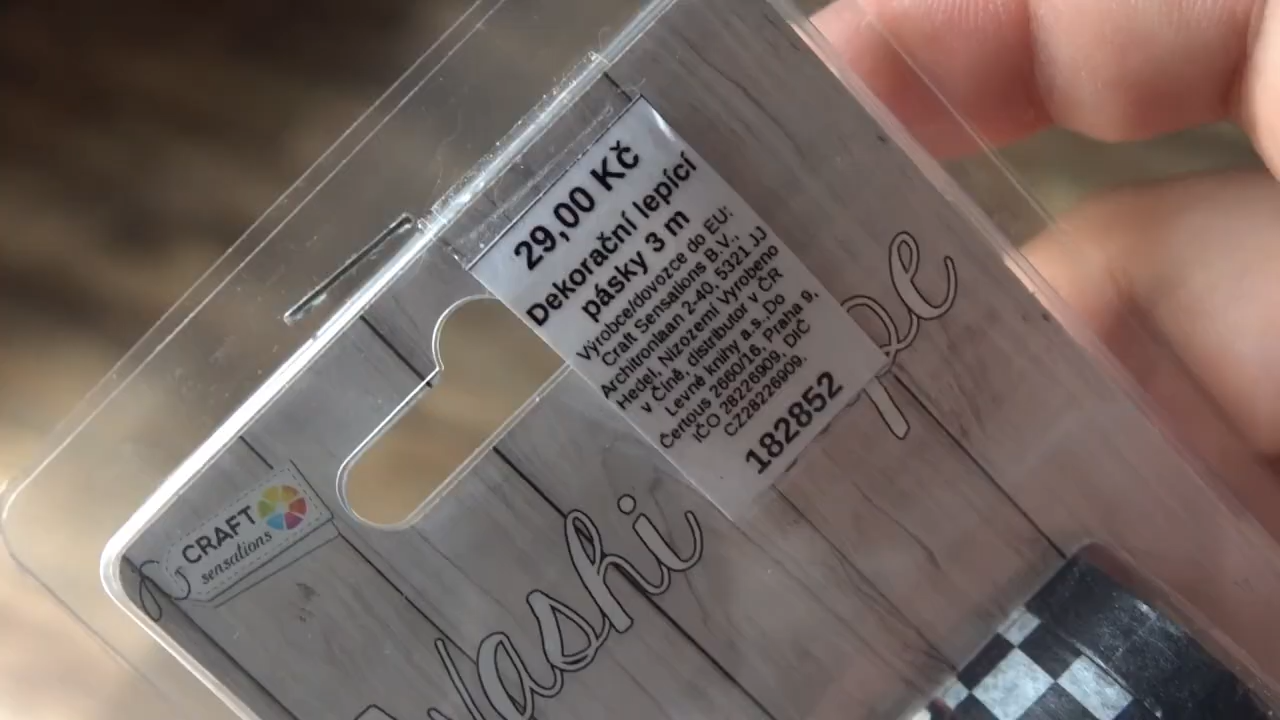 29,00 Kč
Dekorační lepící
pásky 3 m
Výrobce/dovozce do EU:
Craft Sensations B.V.,
Architronlaan 2-40, 5321 JJ
Hedel, Nizozemí Vyrobeno
v Číně, distributor v ČR
Levné knihy a.s., Do
Čertous 2660/16, Praha 9,
IČO 28226909, DIČ
CZ28226909.
182852
CRAFT
sensations
Washi
pe